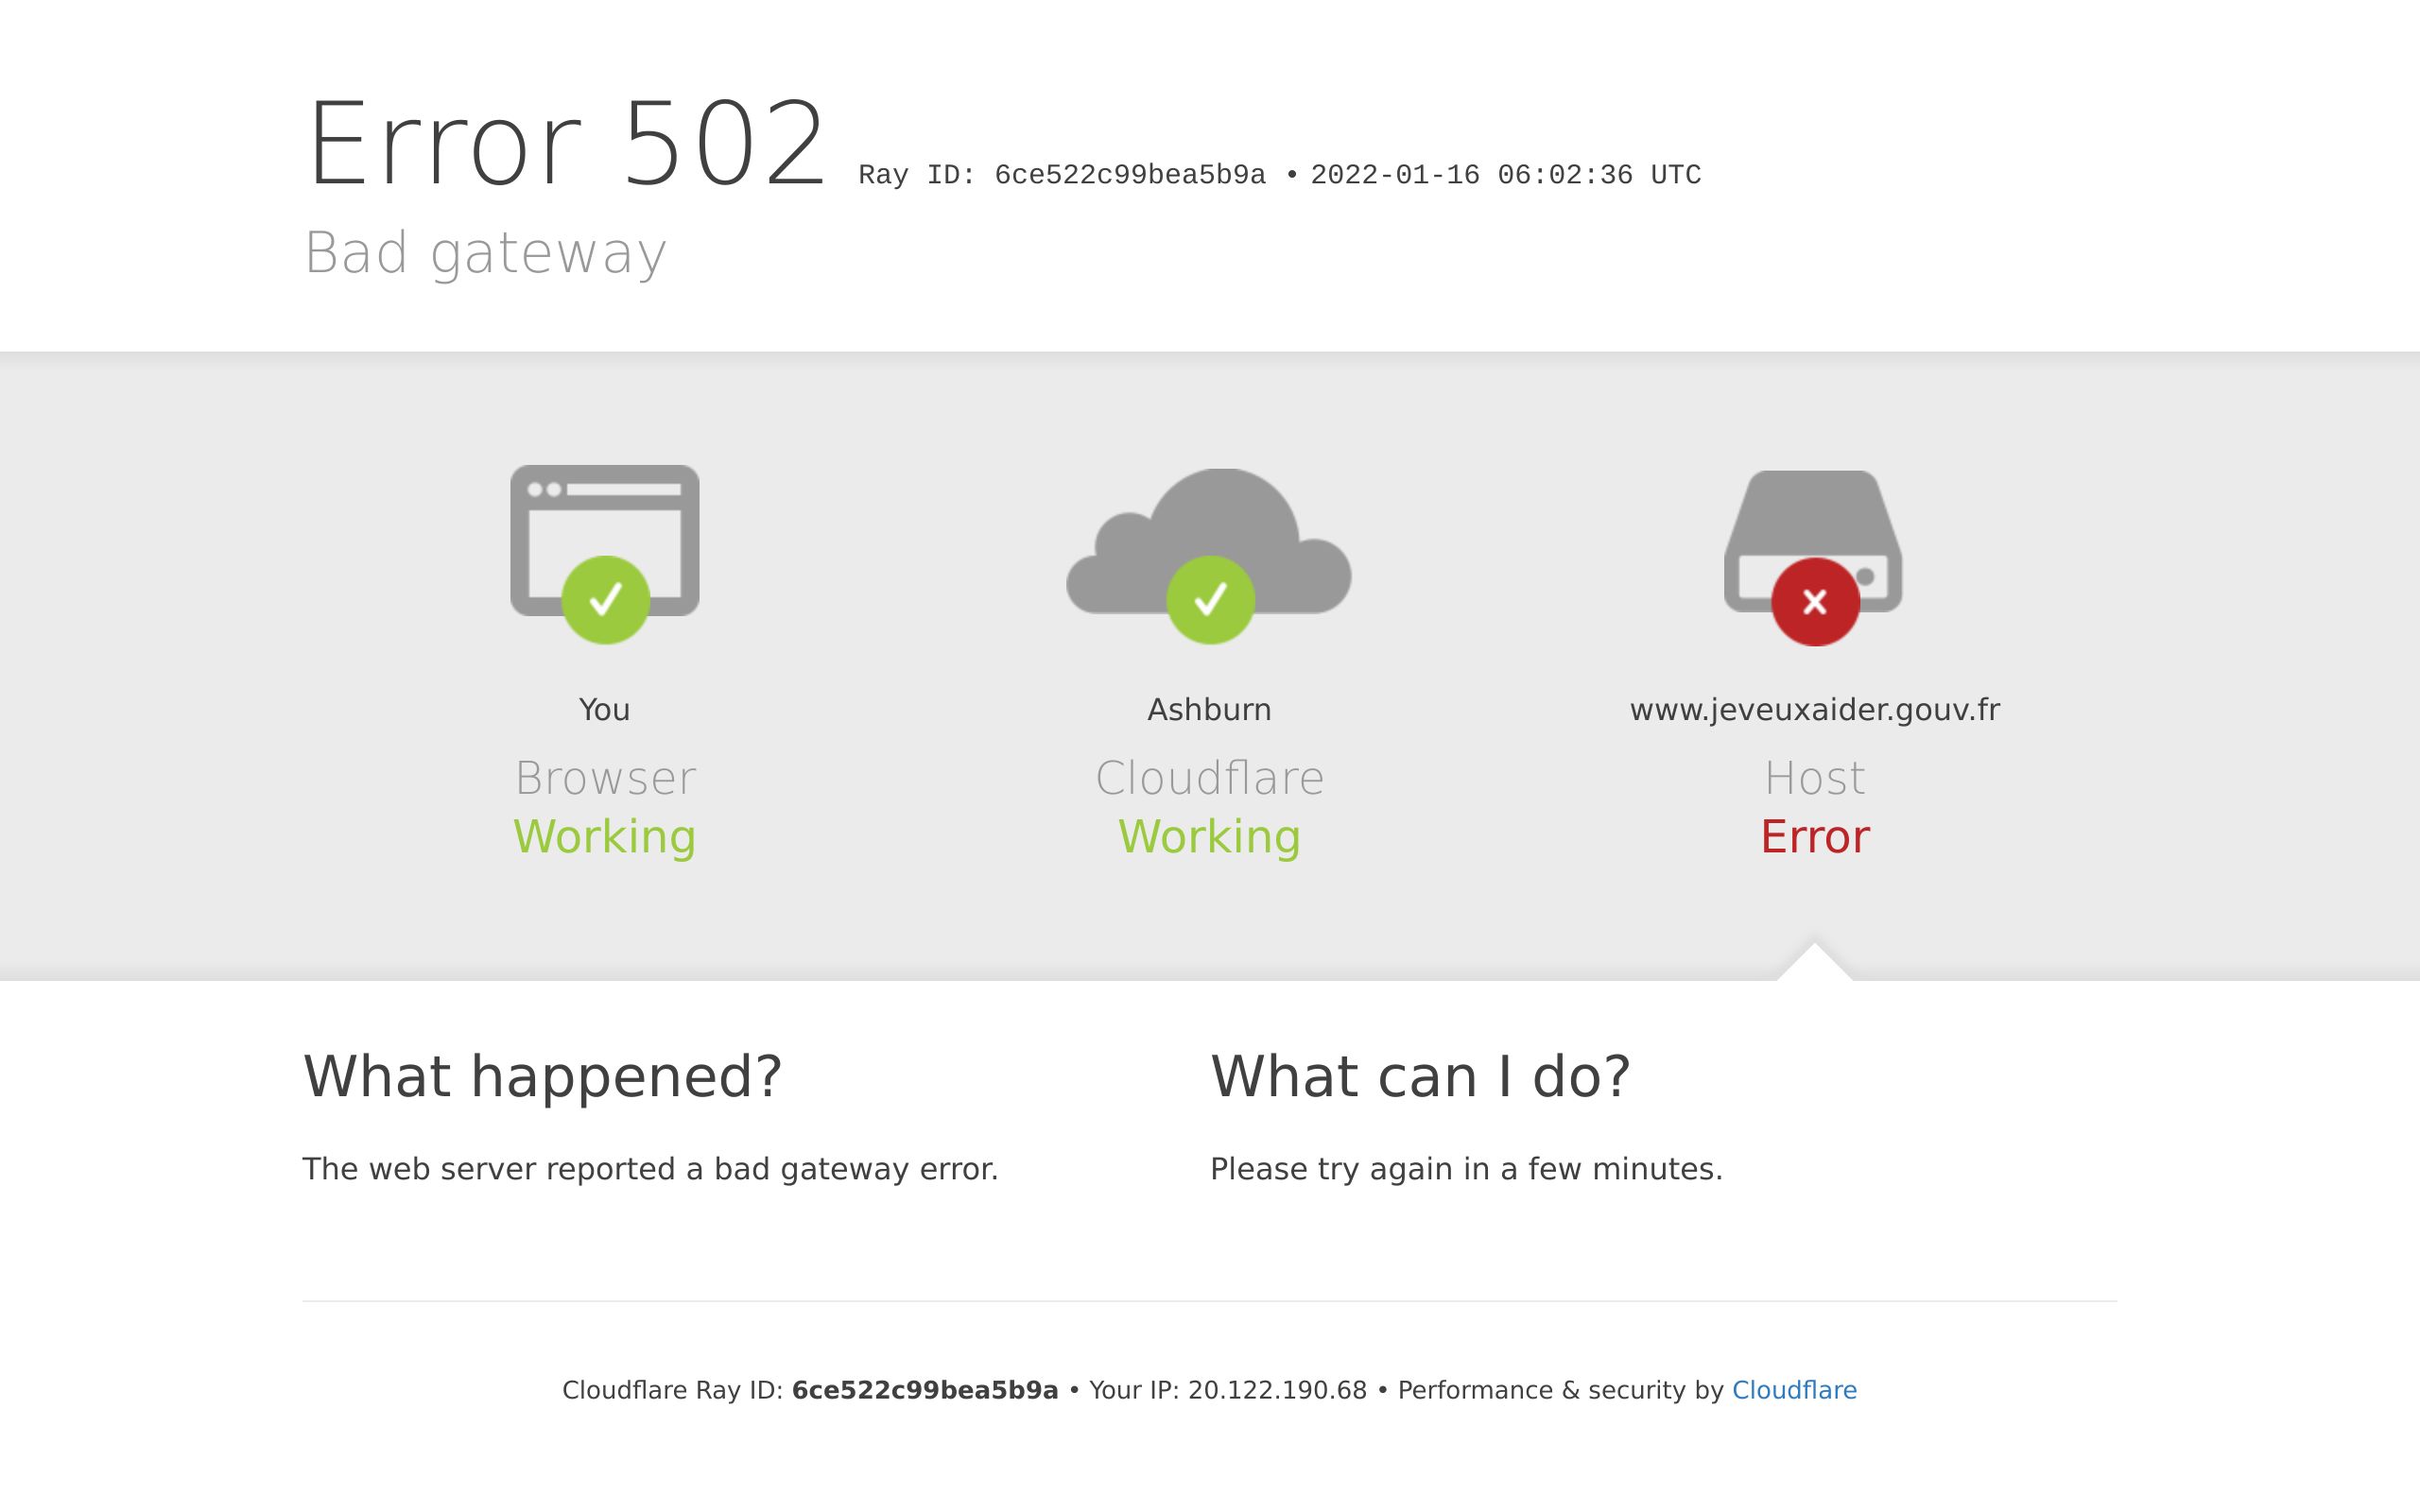 Error 502 Ray ID: 6ce522c99bea5b9a • 2022-01-16 06:02:36 UTC
Bad gateway
You
Browser
Working
Ashburn
Cloudflare
Working
www.jeveuxaider.gouv.fr
Host
Error
What happened?
The web server reported a bad gateway error.
What can I do?
Please try again in a few minutes.
Cloudflare Ray ID: 6ce522c99bea5b9a • Your IP: 20.122.190.68 • Performance & security by Cloudflare